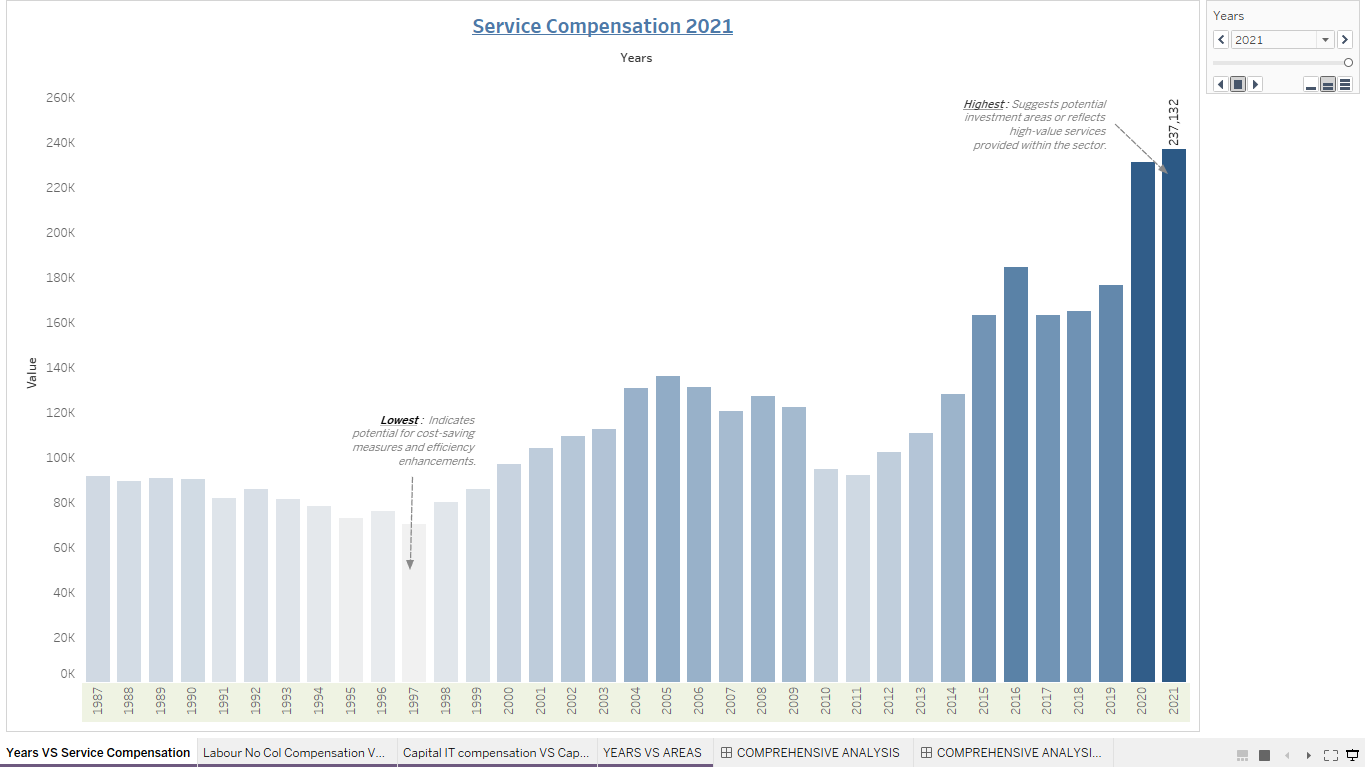 Service Compensation 2021
Years
Years
2021
260K
240K
220K
200K
180K
160K
140K
120K
100K
80K
60K
40K
20K
0K
Value
Highest : Suggests potential
investment areas or reflects
high-value services
provided within the sector.
237,132
Lowest : Indicates
potential for cost-saving
measures and efficiency
enhancements.
1987
1988
1989
1990
1991
1992
1993
1994
1995
1996
1997
1998
1999
2000
2001
2002
2003
2004
2005
2006
2007
2008
2009
2010
2011
2012
2013
2014
2015
2016
2017
2018
2019
2020
2021
Years VS Service Compensation
Labour No Col Compensation V...
Capital IT compensation VS Cap...
YEARS VS AREAS
COMPREHENSIVE ANALYSIS
COMPREHENSIVE ANALYSI...